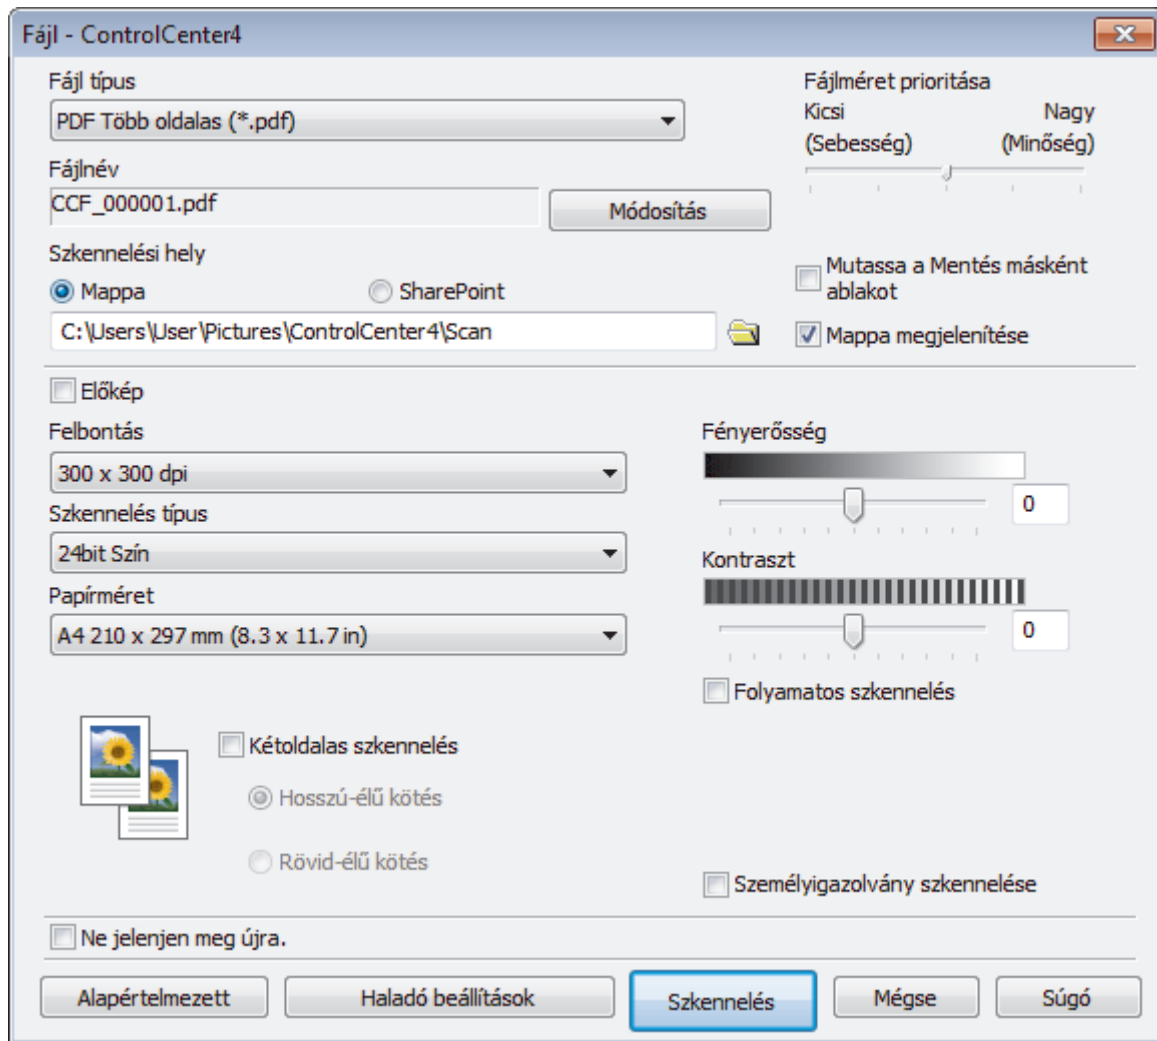 Fájl - ControlCenter4
Fájl típus
PDF Több oldalas (*.pdf)
Fájlméret prioritása
Kicsi Nagy
(Sebesség) (Minőség)
Fájlnév
CCF_000001.pdf
Módosítás
Szkennelési hely
Mappa SharePoint
C:\Users\User\Pictures\ControlCenter4\Scan
Mutassa a Mentés másként
ablakot
Mappa megjelenítése
Előkép
Felbontás
300 x 300 dpi
Szkennelés típus
24bit Szín
Papírméret
A4 210 x 297 mm (8.3 x 11.7 in)
Fényerősség
0
Kontraszt
0
Folyamatos szkennelés
Kétoldalas szkennelés
Hosszú-élű kötés
Rövid-élű kötés
Személyigazolvány szkennelése
Ne jelenjen meg újra.
Alapértelmezett Haladó beállítások Szkennelés Mégse Súgó